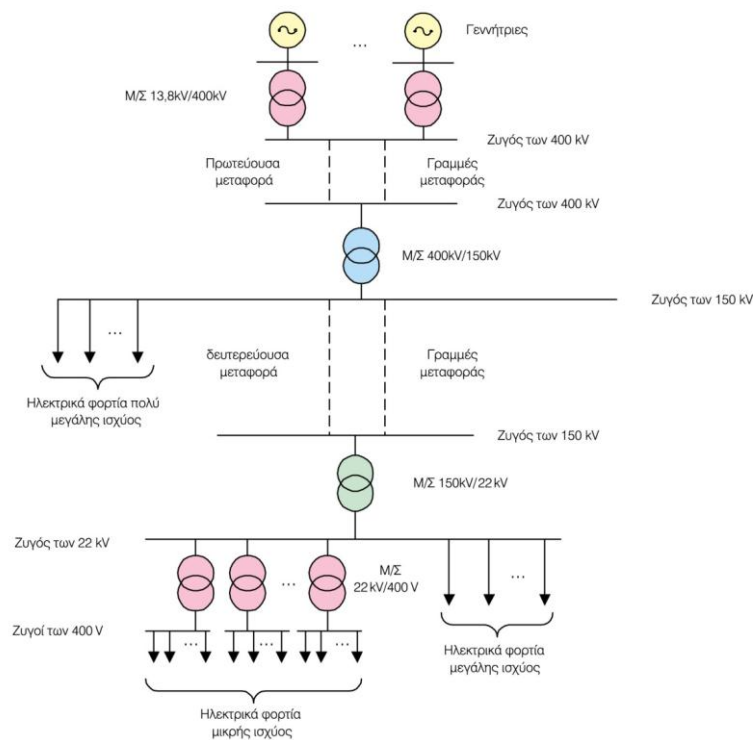 Γεννήτριες
...
Μ/Σ 13,8kV/400kV
Ζυγός των 400 kV
Πρωτεύουσα
μεταφορά
Γραμμές
μεταφοράς
Ζυγός των 400 kV
Μ/Σ 400kV/150kV
Ζυγός των 150 kV
...
δευτερεύουσα
μεταφορά
Γραμμές
μεταφοράς
Ηλεκτρικά φορτία πολύ
μεγάλης ισχύος
Ζυγός των 150 kV
Μ/Σ 150kV/22 kV
Ζυγός των 22 kV
Μ/Σ
22 kV/400 V
...
...
Ζυγοί των 400 V
... ... ...
Ηλεκτρικά φορτία
μεγάλης ισχύος
Ηλεκτρικά φορτία
μικρής ισχύος